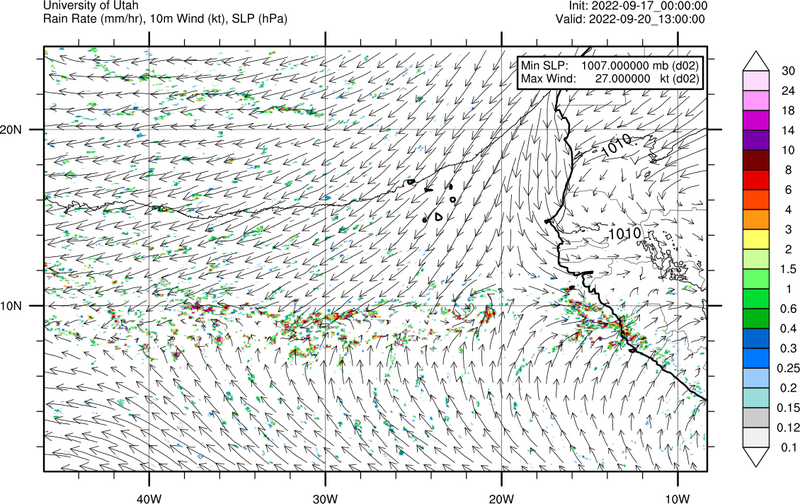 University of Utah
Init: 2022-09-17_00:00:00
Rain Rate (mm/hr), 10m Wind (kt), SLP (hPa)
Valid: 2022-09-20_13:00:00
Min SLP: 1007.000000 mb (d02)
Max Wind: 27.000000 kt (d02)
30
24
18
14
10
8
6
4
3
2
1.5
1
0.6
0.4
0.3
0.25
0.2
0.15
0.12
0.1
20N
10N
1010
1010
40W
30W
20W
10W